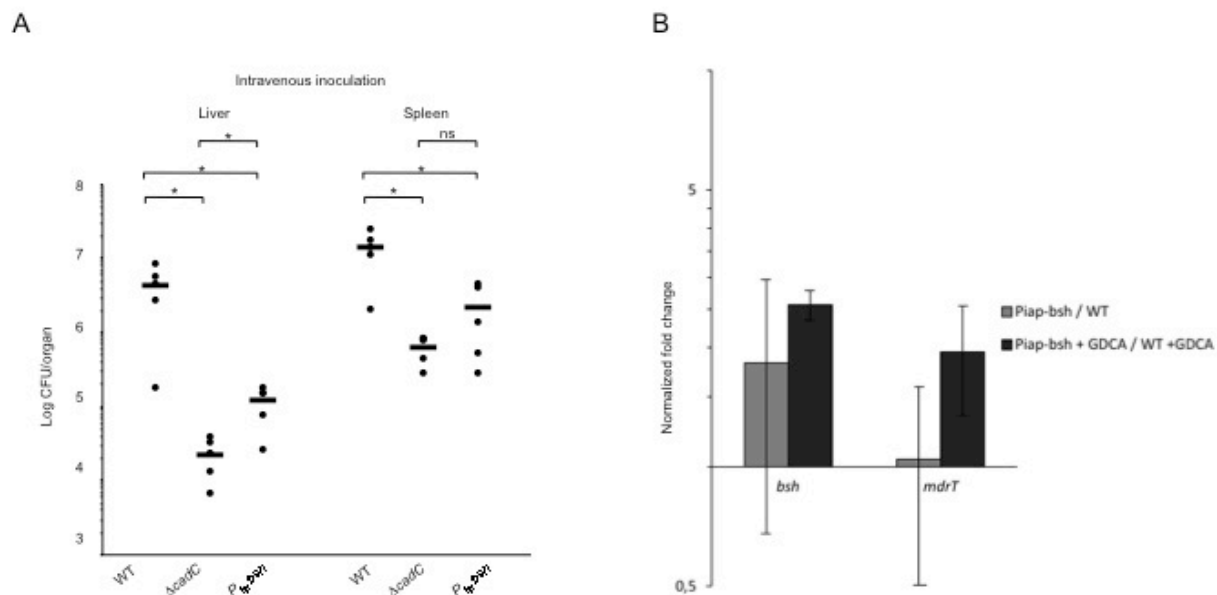 A
Intravenous inoculation
Liver
Spleen
*
ns
*
*
*
*
8
7
6
5
4
3
Log CFU/organ
WT
ΔcadC
WT
ΔcadC
B
5
0,5
Normalized fold change
bsh
mdrT
Piap-bsh / WT
Piap-bsh + GDCA / WT +GDCA